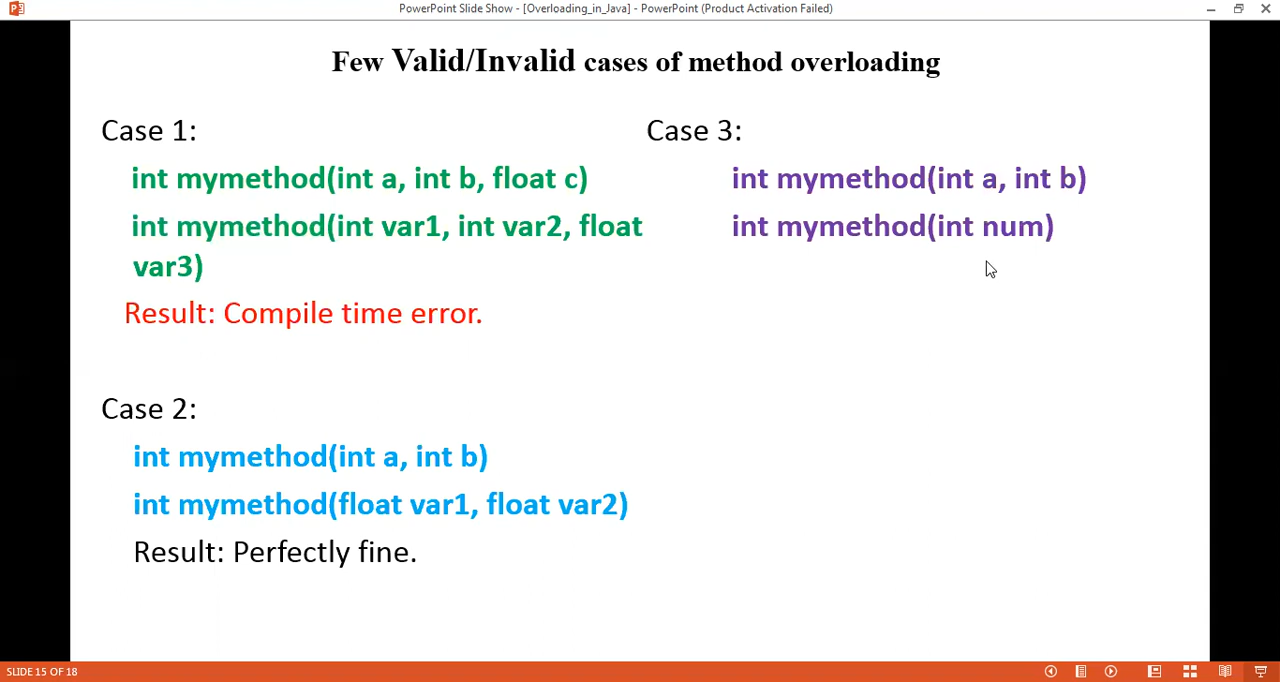 PowerPoint Slide Show - [Overloading_in_Java] - PowerPoint (Product Activation Failed)
Few Valid/Invalid cases of method overloading
Case 1:
int mymethod(int a, int b, float c)
int mymethod(int var1, int var2, float
var3)
Result: Compile time error.
Case 2:
int mymethod(int a, int b)
int mymethod(float var1, float var2)
Result: Perfectly fine.
Case 3:
int mymethod(int a, int b)
int mymethod(int num)
SLIDE 15 OF 18